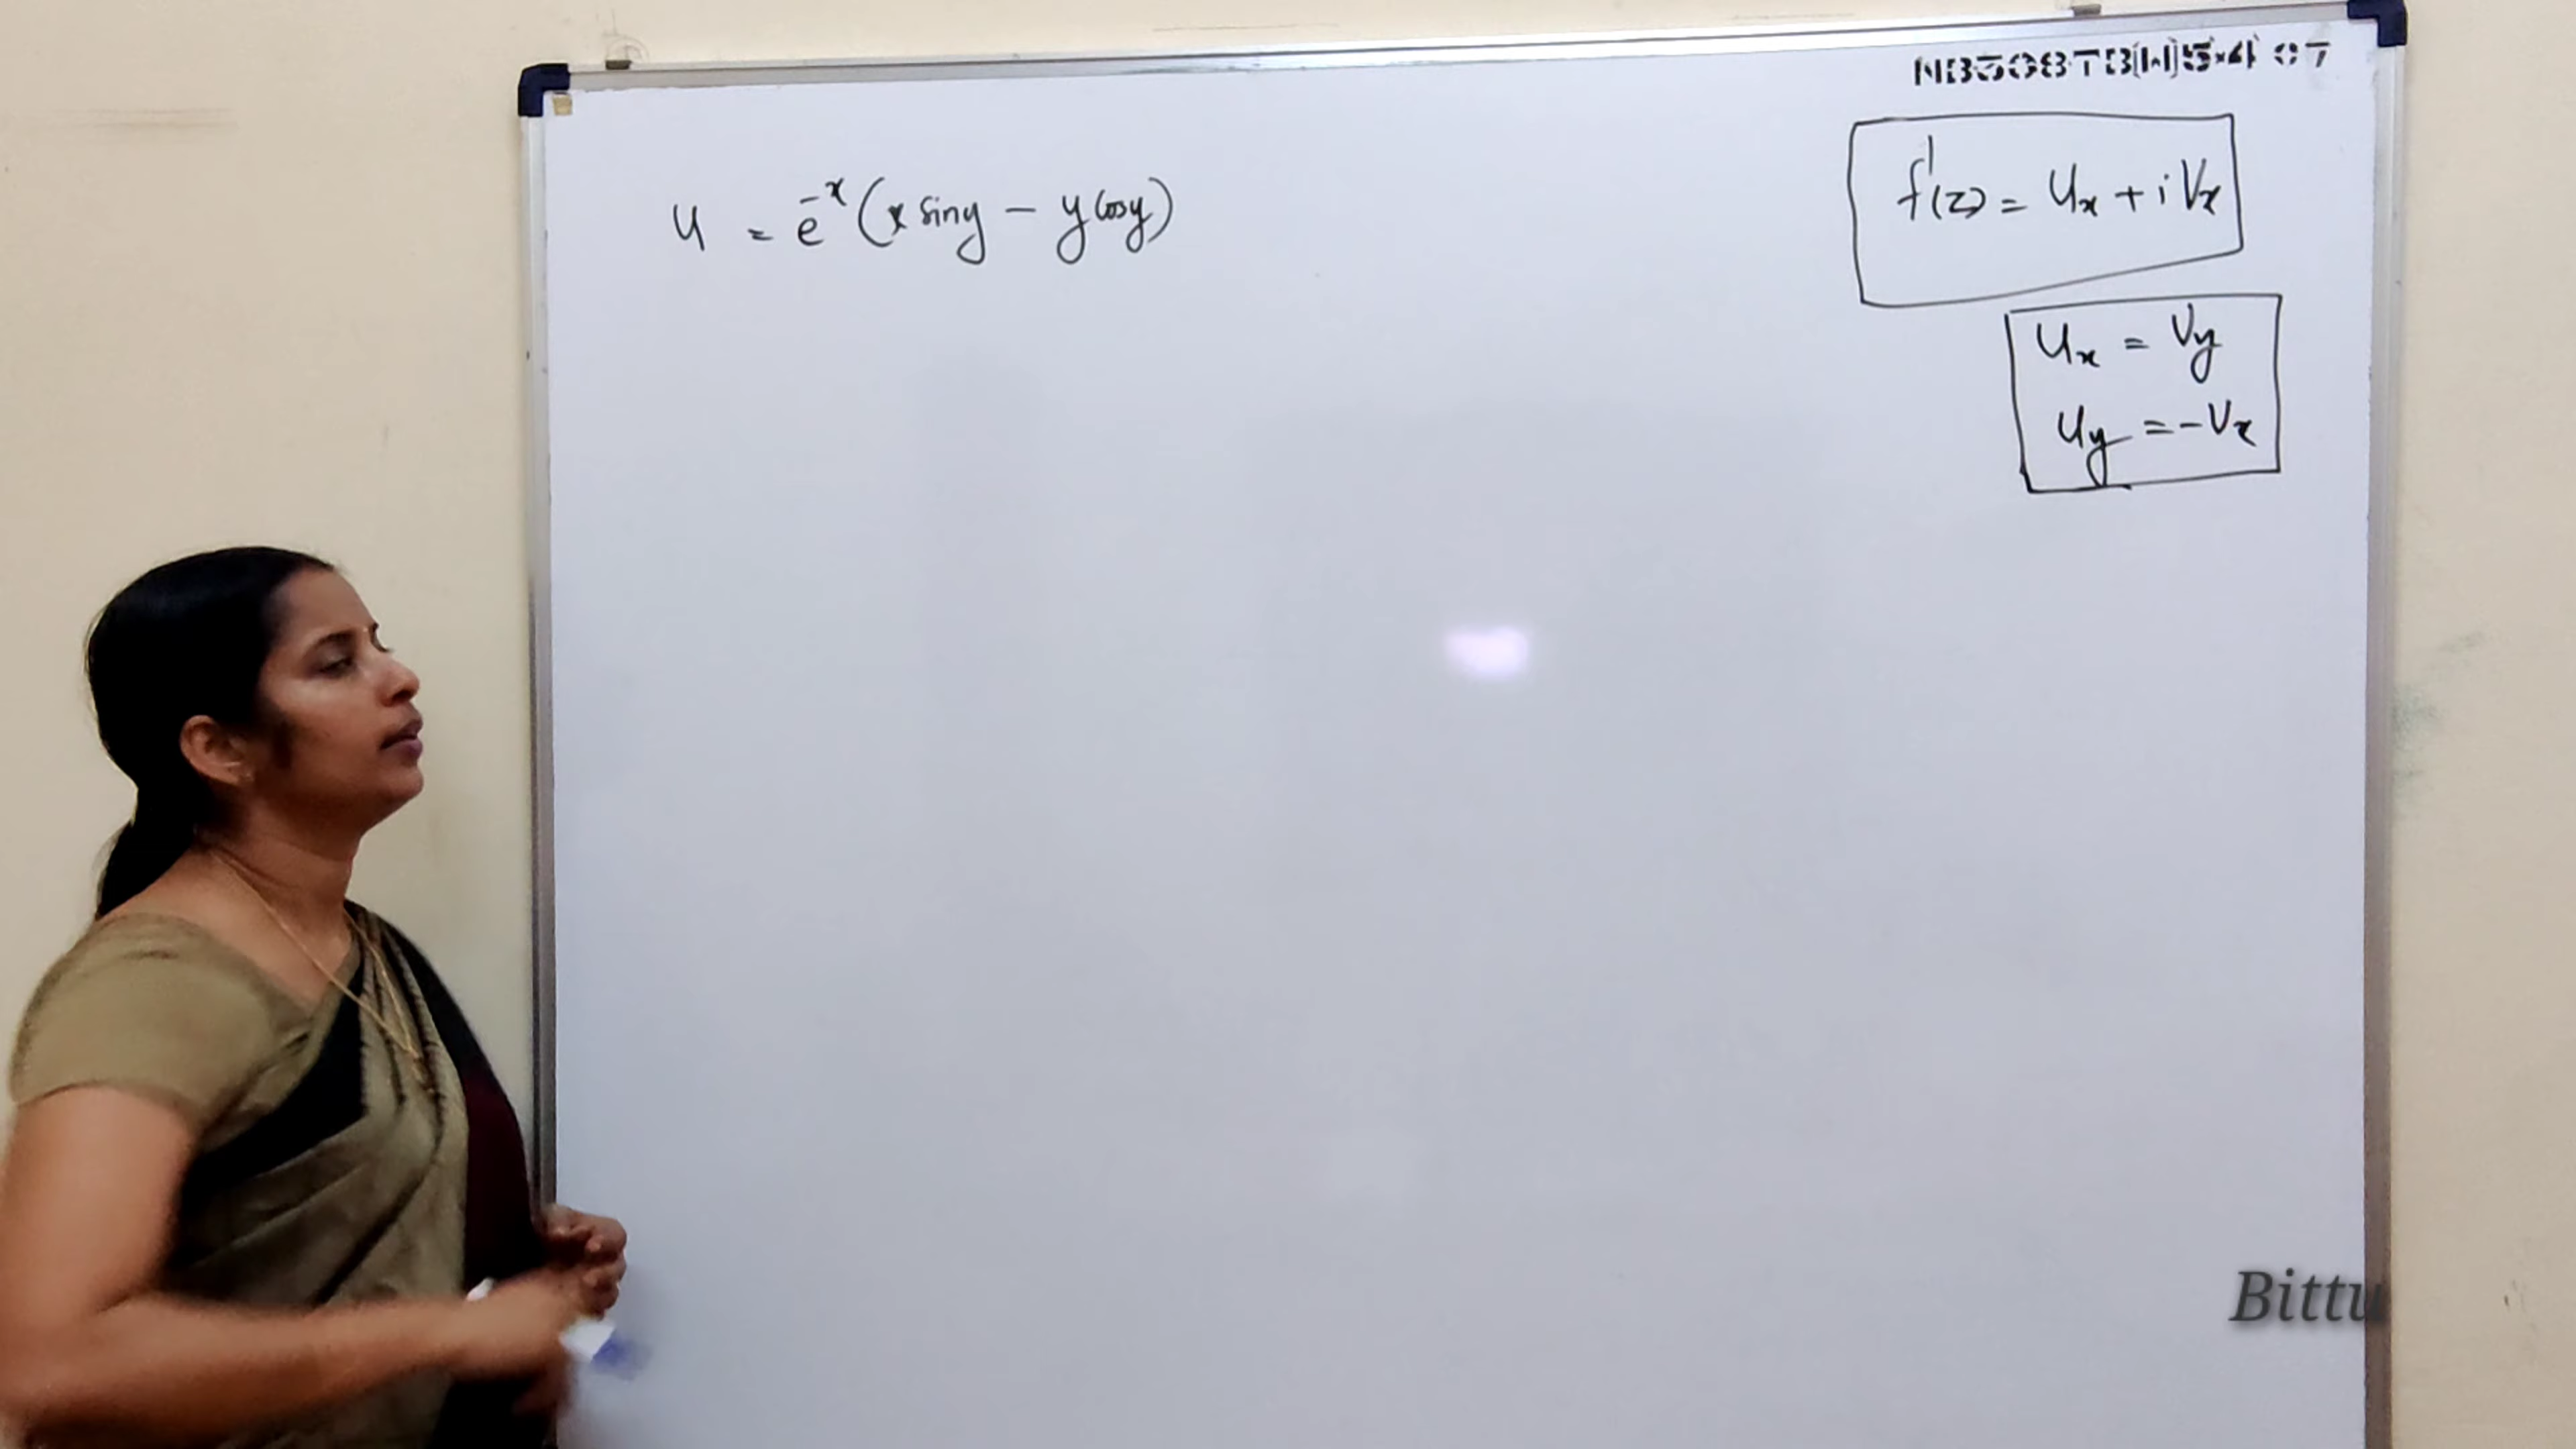 u = e^{-x} (x sin y - y cos y)
f'(z) = u_x + i v_x
u_x = v_y
u_y = -v_x
Bittu